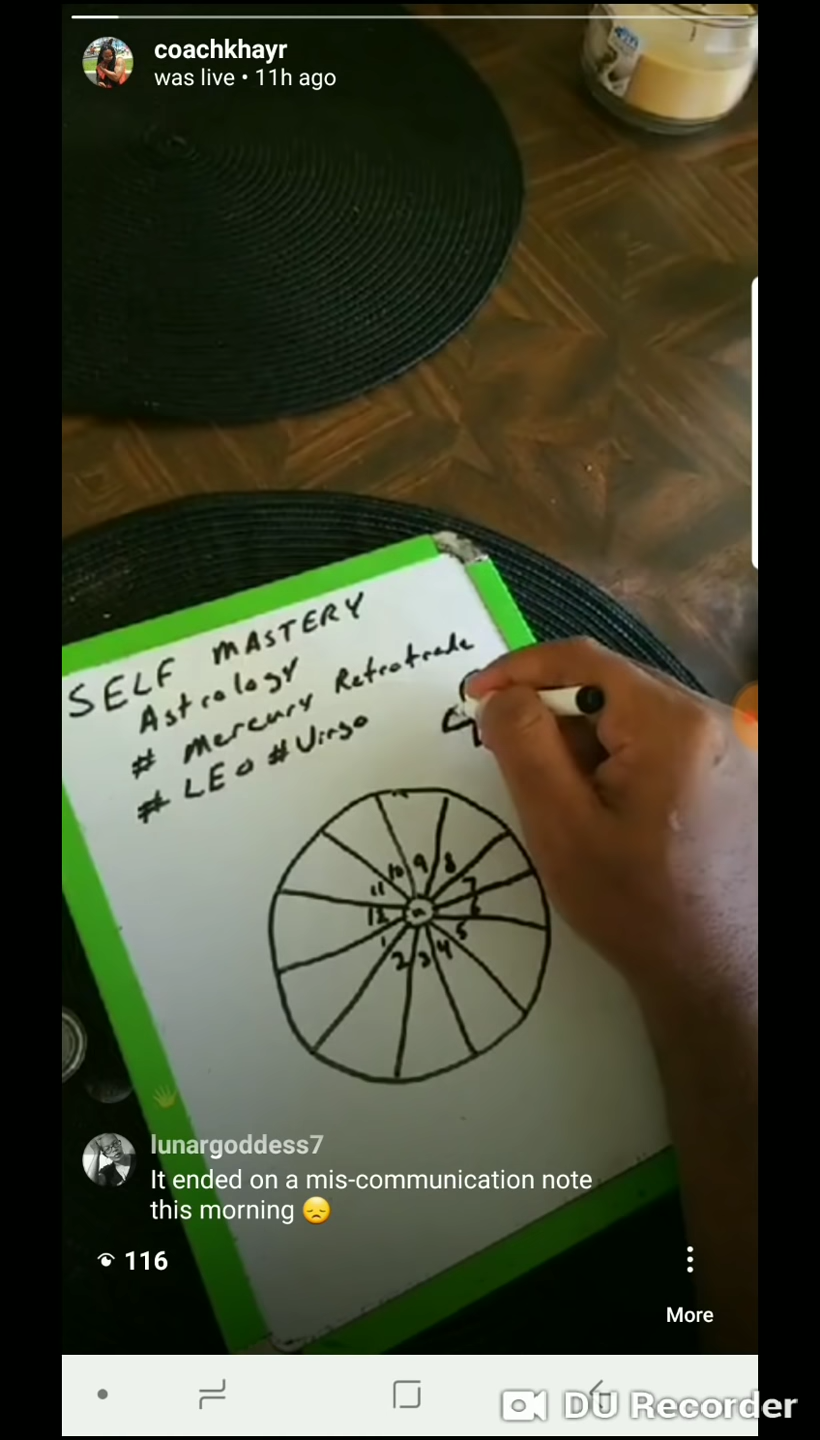 coachkhayr
was live • 11h ago
SELF MASTERY
Astrology
# Mercury Retrotrade
# LEO #Virgo
10 9 8
11 7
12 6
1 5
2 3 4
lunargoddess7
It ended on a mis-communication note
this morning 😞
116
More
DU Recorder